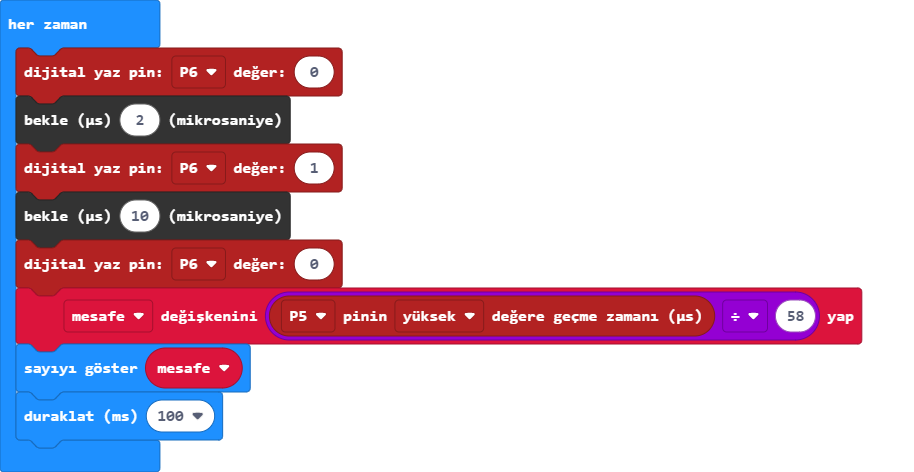 her zaman
dijital yaz pin: P6 değer: 0
bekle (µs) 2 (mikrosaniye)
dijital yaz pin: P6 değer: 1
bekle (µs) 10 (mikrosaniye)
dijital yaz pin: P6 değer: 0
mesafe değişkenini P5 pinin yüksek değere geçme zamanı (µs) ÷ 58 yap
sayıyı göster mesafe
duraklat (ms) 100